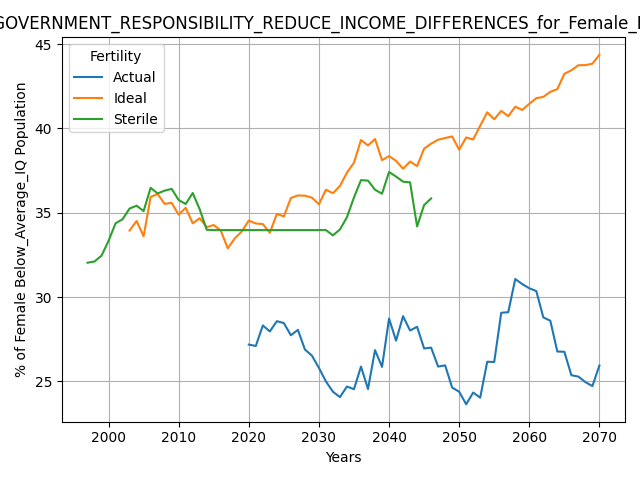 GOVERNMENT_RESPONSIBILITY_REDUCE_INCOME_DIFFERENCES_for_Female_
45
Fertility
Actual
Ideal
Sterile
40
35
30
25
% of Female Below_Average_IQ Population
2000 2010 2020 2030 2040 2050 2060 2070
Years